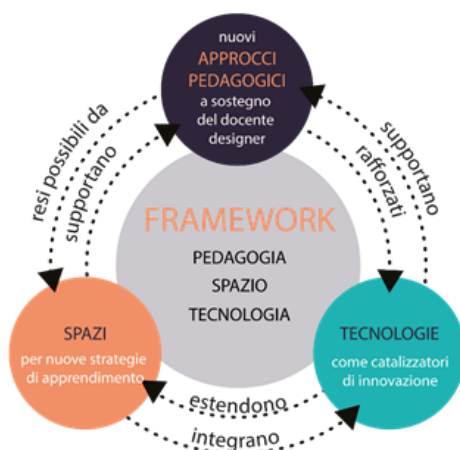 nuovi
APPROCCI
PEDAGOGICI
a sostegno
del docente
designer
resi possibili da
supportano
supportano
rafforzati
FRAMEWORK
PEDAGOGIA
SPAZIO
TECNOLOGIA
SPAZI
per nuove strategie
di apprendimento
TECNOLOGIE
come catalizzatori
di innovazione
estendono
integrano